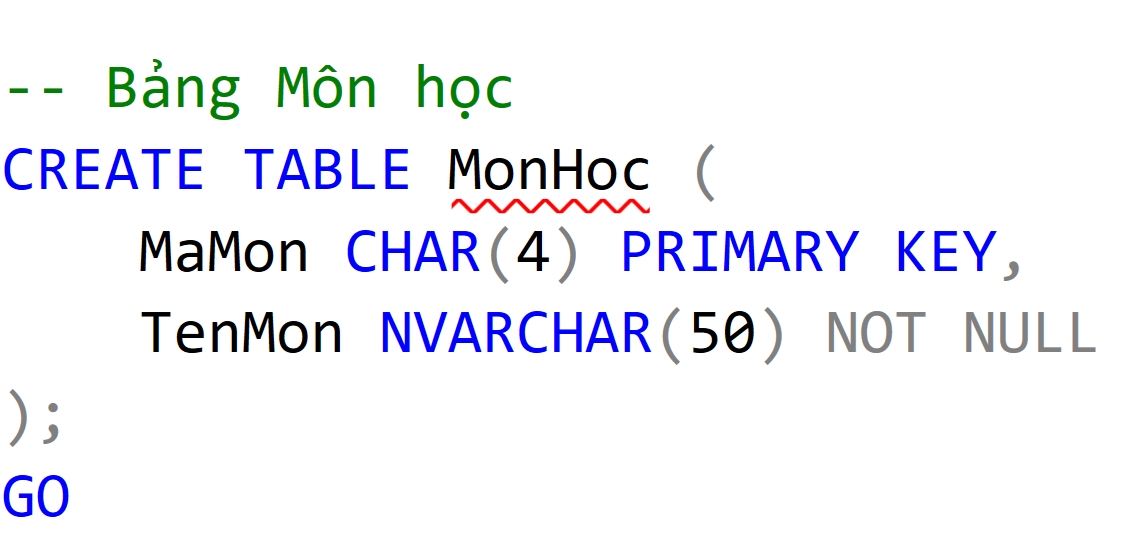 -- Bảng Môn học
CREATE TABLE MonHoc (
    MaMon CHAR(4) PRIMARY KEY,
    TenMon NVARCHAR(50) NOT NULL
);
GO